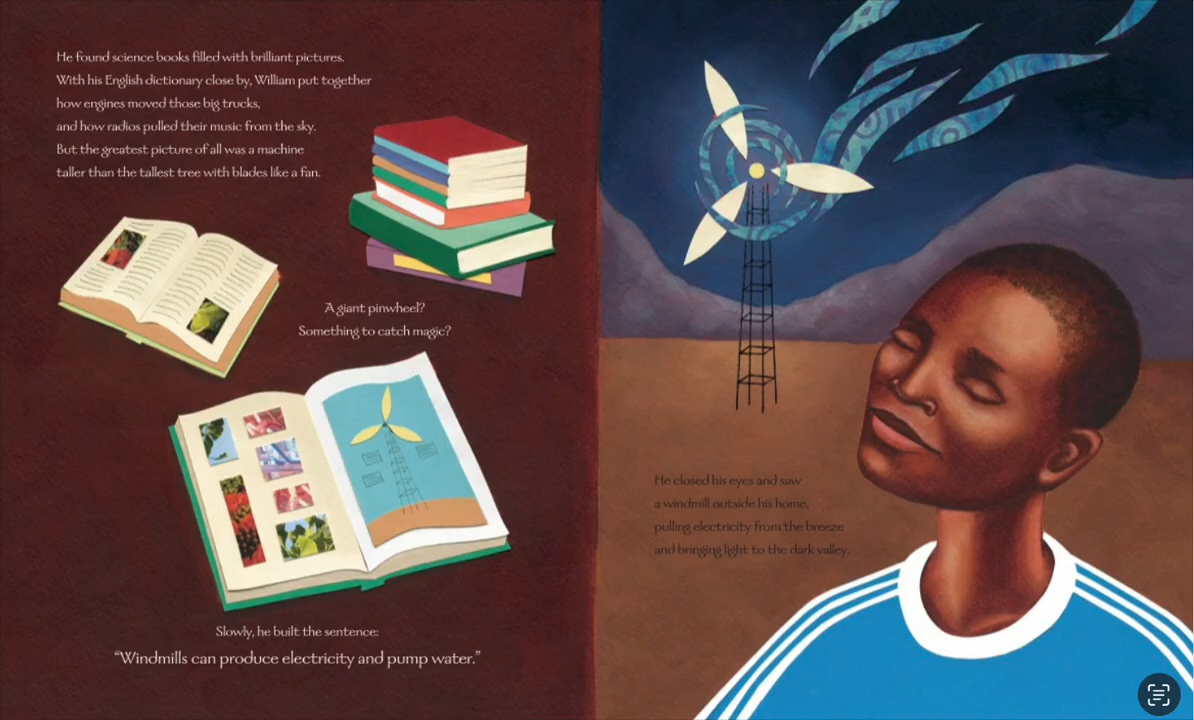 He found science books filled with brilliant pictures.
With his English dictionary close by, William put together
how engines moved those big trucks,
and how radios pulled their music from the sky.
But the greatest picture of all was a machine
taller than the tallest tree with blades like a fan.
A giant pinwheel?
Something to catch magic?
Slowly, he built the sentence:
“Windmills can produce electricity and pump water.”
He closed his eyes and saw
a windmill outside his home,
pulling electricity from the breeze
and bringing light to the dark valley.